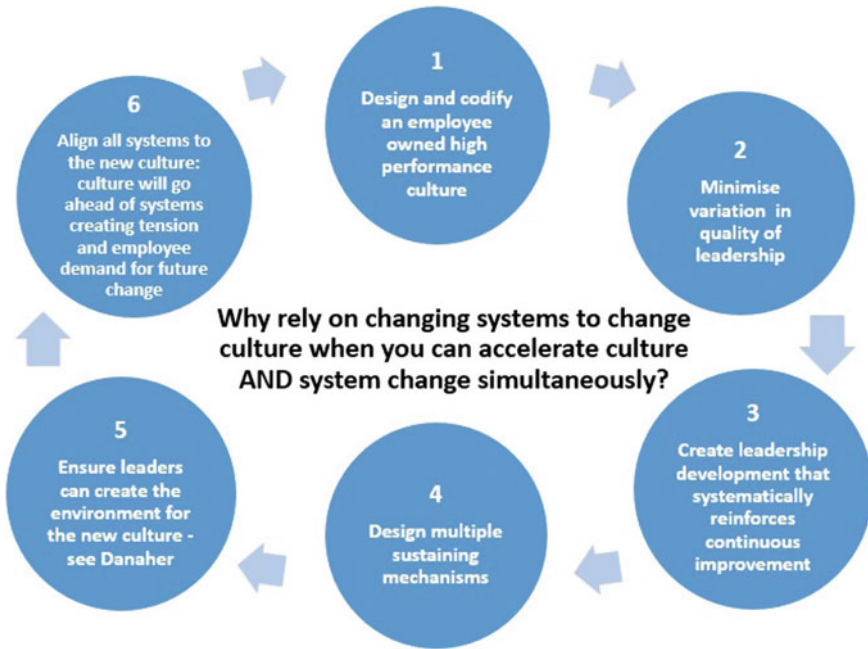 1
Design and codify
an employee
owned high
performance
culture
2
Minimise
variation in
quality of
leadership
3
Create leadership
development that
systematically
reinforces
continuous
improvement
4
Design multiple
sustaining
mechanisms
5
Ensure leaders
can create the
environment for
the new culture -
see Danaher
6
Align all systems to
the new culture:
culture will go
ahead of systems
creating tension
and employee
demand for future
change
Why rely on changing systems to change
culture when you can accelerate culture
AND system change simultaneously?